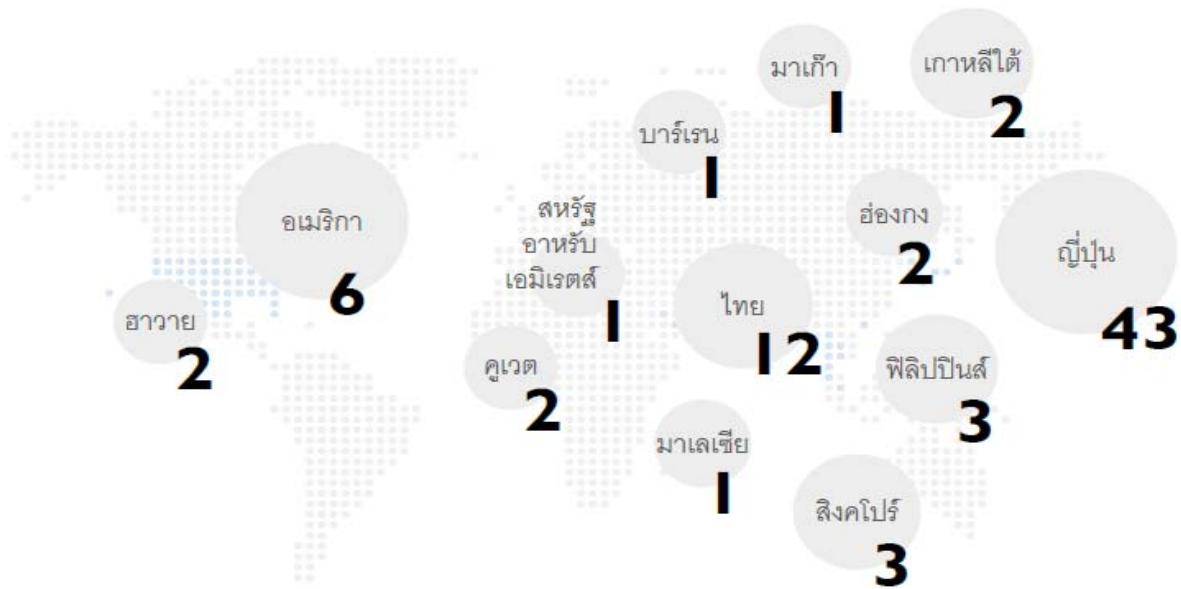 มาเก๊า
1
เกาหลีใต้
2
บาร์เรน
1
อเมริกา
6
สหรัฐ
อาหรับ
เอมิเรตส์
1
ฮ่องกง
2
ญี่ปุ่น
43
ฮาวาย
2
ไทย
12
คูเวต
2
ฟิลิปปินส์
3
มาเลเซีย
1
สิงคโปร์
3